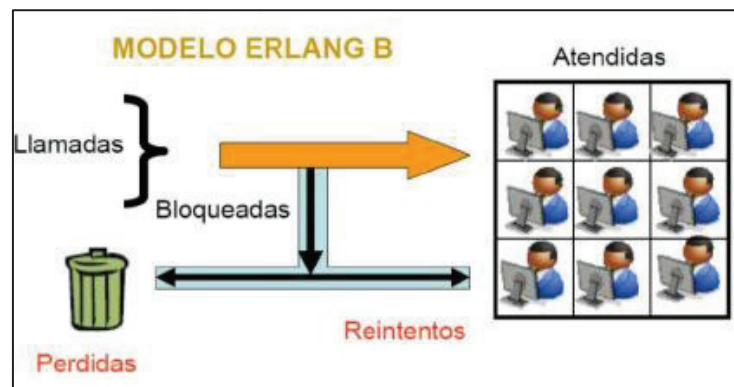 MODELO ERLANG B
Atendidas
Llamadas
Bloqueadas
Reintentos
Perdidas